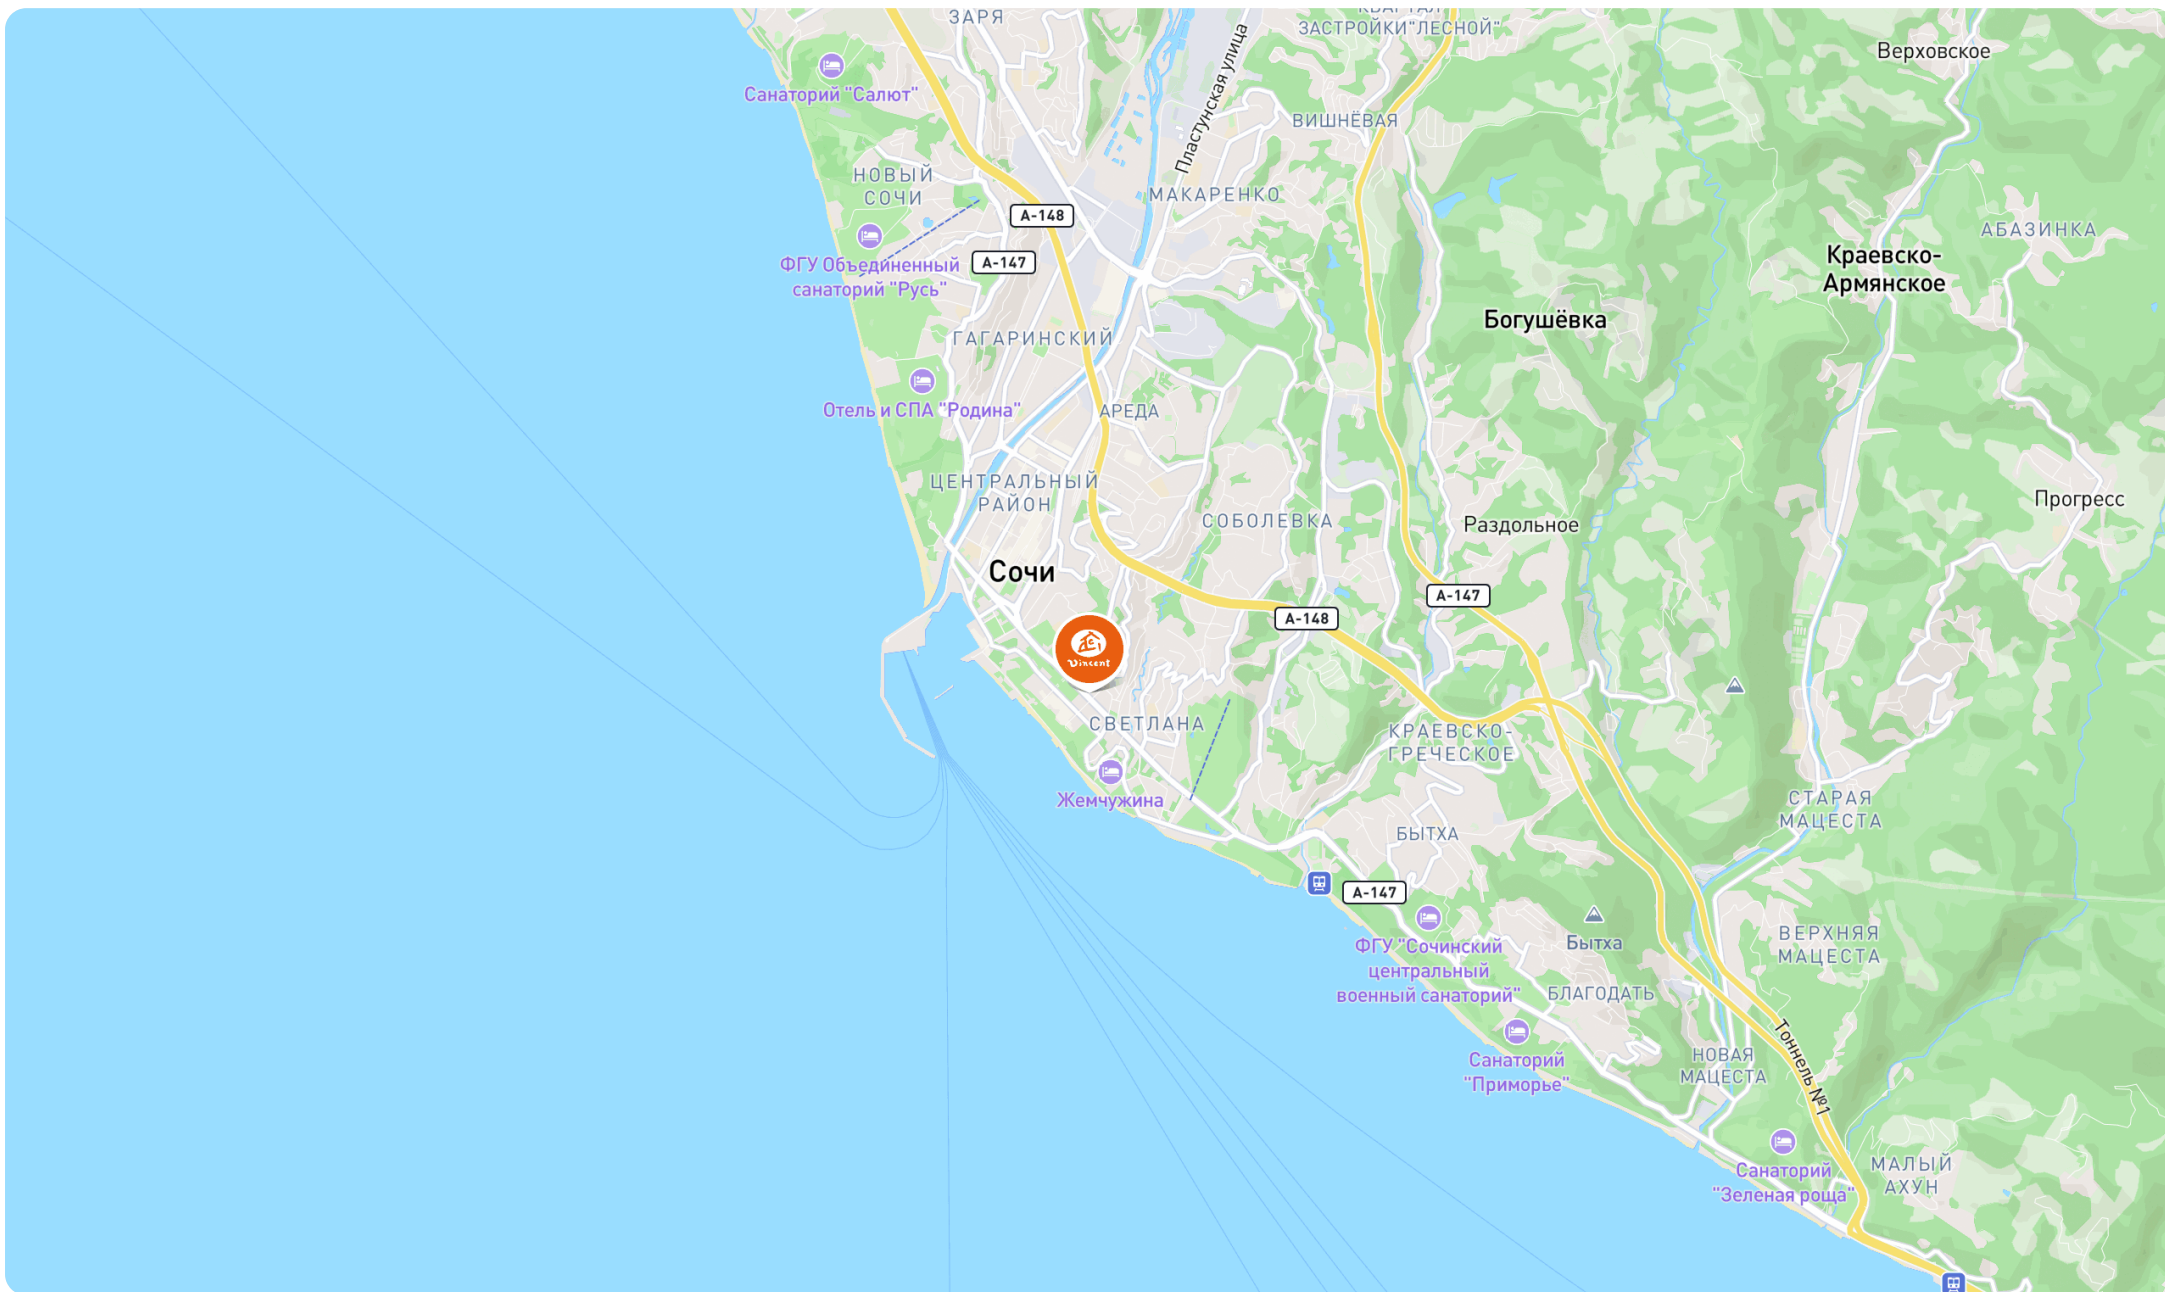 ЗАРЯ
КВАРТАЛ
ЗАСТРОЙКИ"ЛЕСНОЙ"
Верховское
Санаторий "Салют"
Пластунская улица
ВИШНЁВАЯ
НОВЫЙ
СОЧИ
МАКАРЕНКО
А-148
АБАЗИНКА
А-147
ФГУ Объединенный
санаторий "Русь"
Краевско-
Армянское
Богушёвка
ГАГАРИНСКИЙ
Отель и СПА "Родина"
АРЕДА
ЦЕНТРАЛЬНЫЙ
РАЙОН
Прогресс
СОБОЛЕВКА
Раздольное
Сочи
А-147
А-148
Vincent
СВЕТЛАНА
КРАЕВСКО-
ГРЕЧЕСКОЕ
Жемчужина
СТАРАЯ
МАЦЕСТА
БЫТХА
А-147
ФГУ "Сочинский
центральный
военный санаторий"
Бытха
ВЕРХНЯЯ
МАЦЕСТА
БЛАГОДАТЬ
Санаторий
"Приморье"
НОВАЯ
МАЦЕСТА
Тоннель №1
Санаторий
"Зеленая роща"
МАЛЫЙ
АХУН